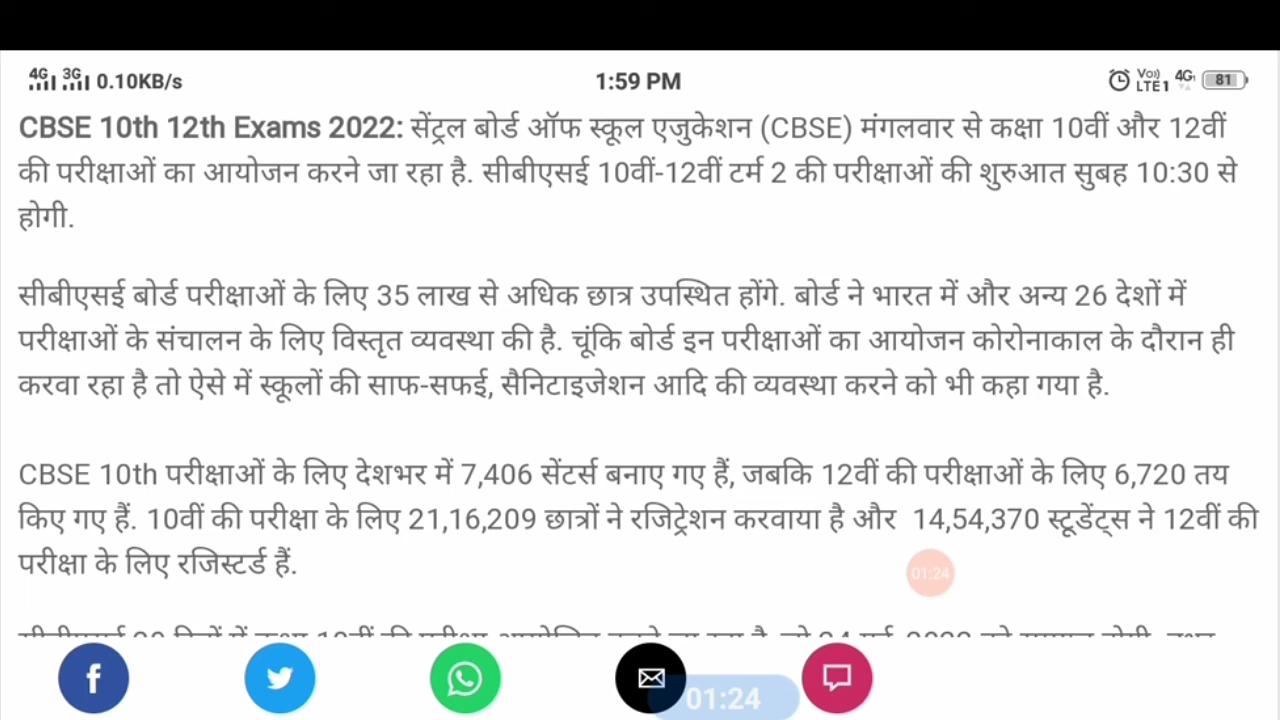 4G 3G 0.10KB/s 1:59 PM Vo)) LTE1 4G 81
CBSE 10th 12th Exams 2022: सेंट्रल बोर्ड ऑफ स्कूल एजुकेशन (CBSE) मंगलवार से कक्षा 10वीं और 12वीं
की परीक्षाओं का आयोजन करने जा रहा है. सीबीएसई 10वीं-12वीं टर्म 2 की परीक्षाओं की शुरुआत सुबह 10:30 से
होगी.
सीबीएसई बोर्ड परीक्षाओं के लिए 35 लाख से अधिक छात्र उपस्थित होंगे. बोर्ड ने भारत में और अन्य 26 देशों में
परीक्षाओं के संचालन के लिए विस्तृत व्यवस्था की है. चूंकि बोर्ड इन परीक्षाओं का आयोजन कोरोनाकाल के दौरान ही
करवा रहा है तो ऐसे में स्कूलों की साफ-सफई, सैनिटाइजेशन आदि की व्यवस्था करने को भी कहा गया है.
CBSE 10th परीक्षाओं के लिए देशभर में 7,406 सेंटर्स बनाए गए हैं, जबकि 12वीं की परीक्षाओं के लिए 6,720 तय
किए गए हैं. 10वीं की परीक्षा के लिए 21,16,209 छात्रों ने रजिट्रेशन करवाया है और 14,54,370 स्टूडेंट्स ने 12वीं की
परीक्षा के लिए रजिस्टर्ड हैं.
01:24
01:24